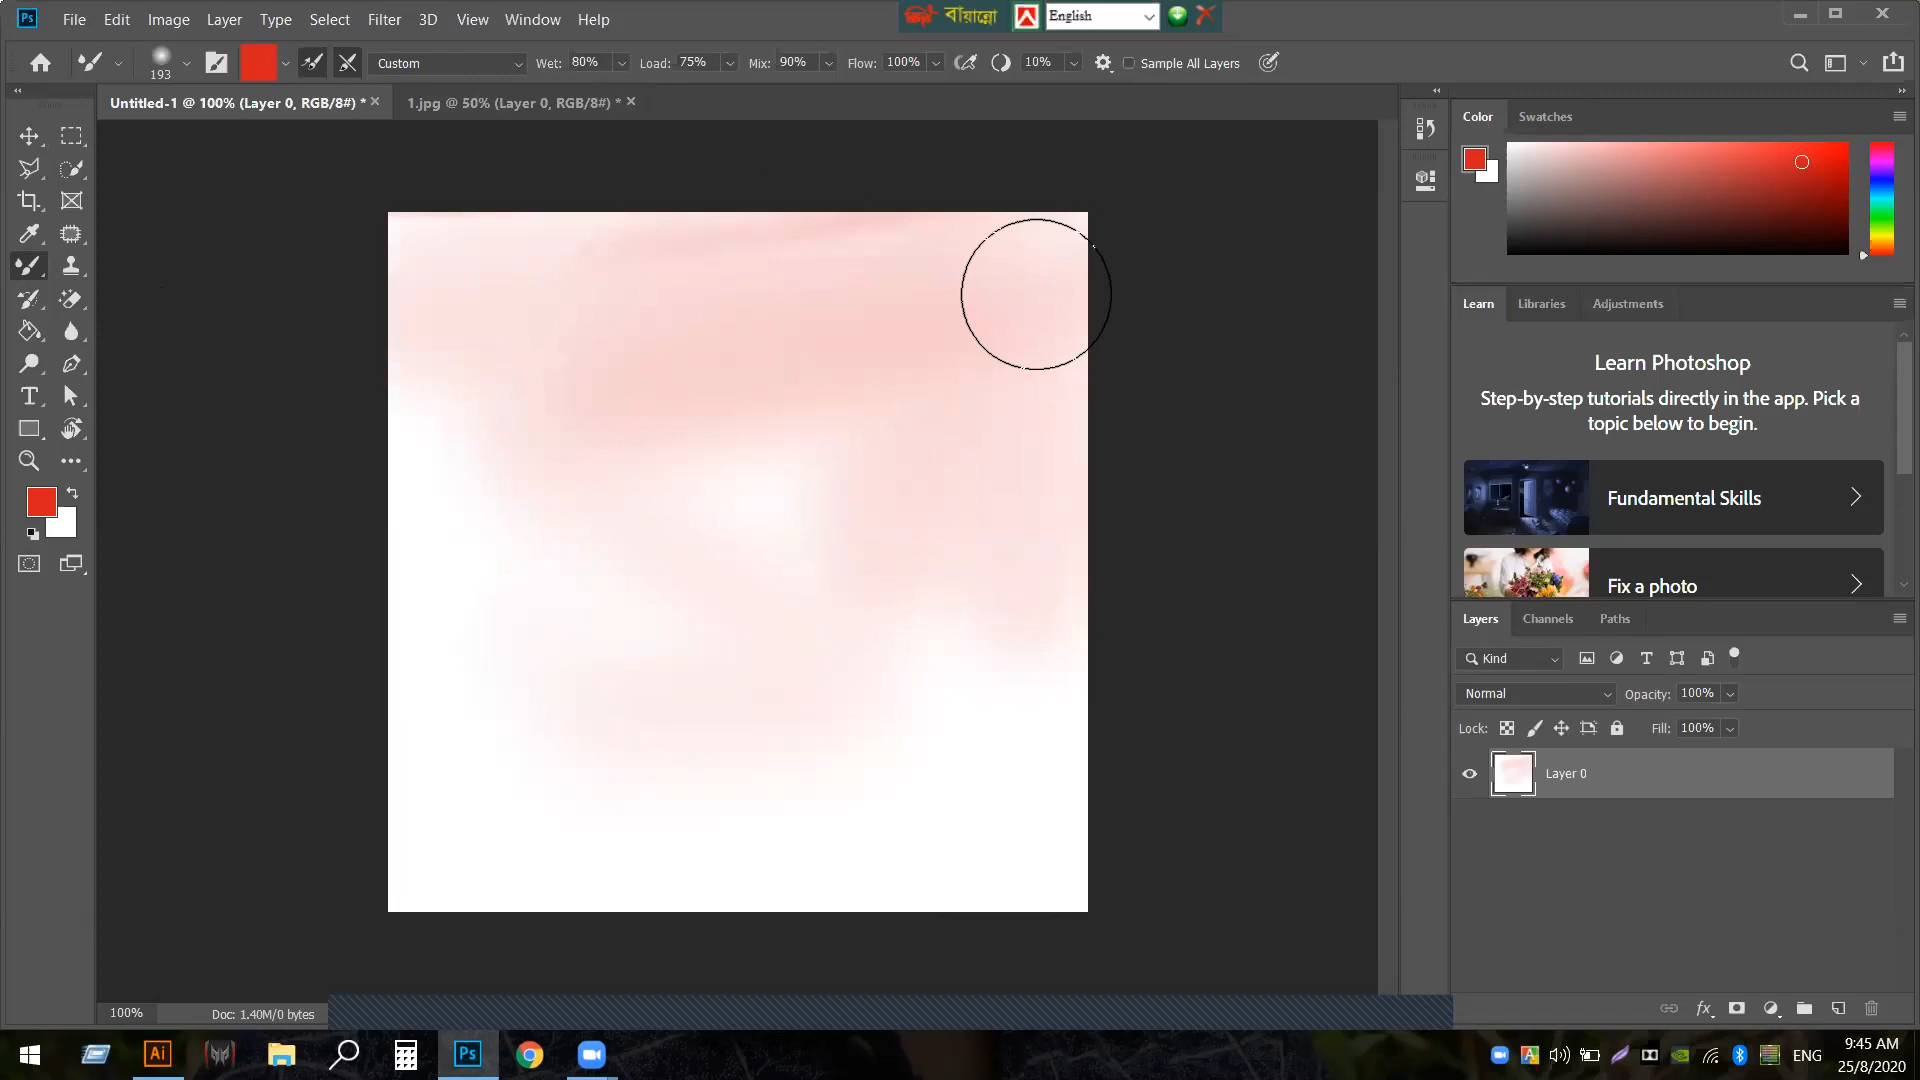 Ps File Edit Image Layer Type Select Filter 3D View Window Help
বায়ান্নো English
193 Custom Wet: 80% Load: 75% Mix: 90% Flow: 100% 10% Sample All Layers
Untitled-1 @ 100% (Layer 0, RGB/8#) * 1.jpg @ 50% (Layer 0, RGB/8#) *
Color Swatches
Learn Libraries Adjustments
Learn Photoshop
Step-by-step tutorials directly in the app. Pick a
topic below to begin.
Fundamental Skills
Fix a photo
Layers Channels Paths
Kind
Normal Opacity: 100%
Lock: Fill: 100%
Layer 0
fx
100% Doc: 1.40M/0 bytes
Ai Ps ENG
9:45 AM
25/8/2020